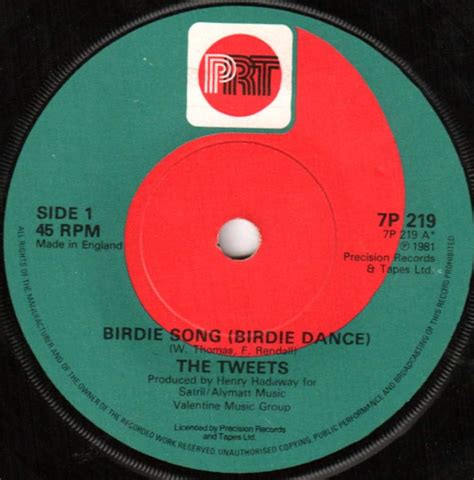 PRT
SIDE 1
45 RPM
Made in England
7P 219
7P 219 A*
℗ 1981
Precision Records
& Tapes Ltd.
BIRDIE SONG (BIRDIE DANCE)
(W. Thomas, F. Rendall)
THE TWEETS
Produced by Henry Hadaway for
Satril/Alymatt Music
Valentine Music Group
Licenced by Precision Records
and Tapes Ltd.
ALL RIGHTS OF THE MANUFACTURER AND OF THE OWNER OF THE RECORDED WORK RESERVED. UNAUTHORISED COPYING, PUBLIC PERFORMANCE AND BROADCASTING OF THIS RECORD PROHIBITED.